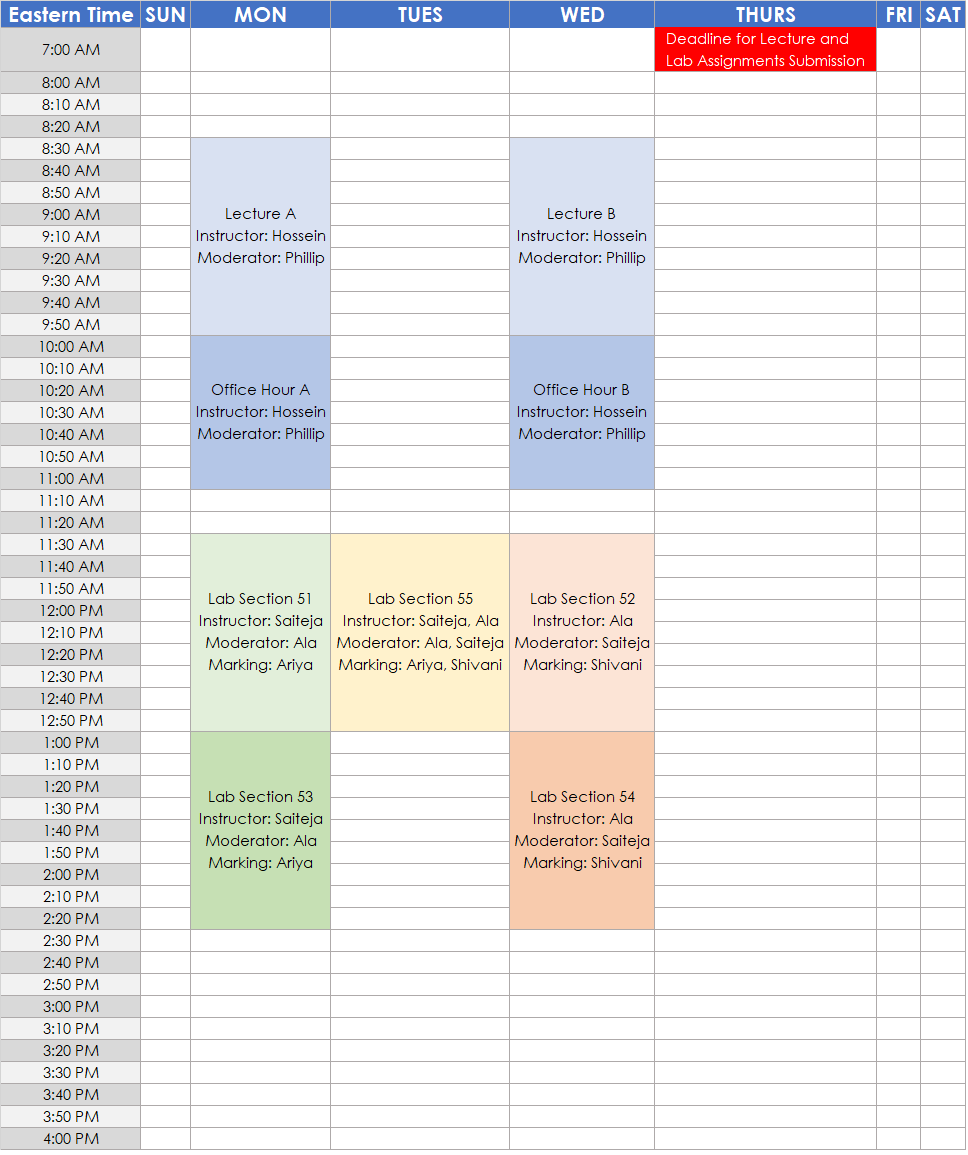 Eastern Time SUN MON TUES WED THURS FRI SAT
7:00 AM
Deadline for Lecture and
Lab Assignments Submission
8:00 AM
8:10 AM
8:20 AM
8:30 AM
8:40 AM
8:50 AM
9:00 AM Lecture A Lecture B
9:10 AM Instructor: Hossein Instructor: Hossein
9:20 AM Moderator: Phillip Moderator: Phillip
9:30 AM
9:40 AM
9:50 AM
10:00 AM
10:10 AM
10:20 AM Office Hour A Office Hour B
10:30 AM Instructor: Hossein Instructor: Hossein
10:40 AM Moderator: Phillip Moderator: Phillip
10:50 AM
11:00 AM
11:10 AM
11:20 AM
11:30 AM
11:40 AM
11:50 AM
12:00 PM Lab Section 51 Lab Section 55 Lab Section 52
12:10 PM Instructor: Saiteja Instructor: Saiteja, Ala Instructor: Ala
12:20 PM Moderator: Ala Moderator: Ala, Saiteja Moderator: Saiteja
12:30 PM Marking: Ariya Marking: Ariya, Shivani Marking: Shivani
12:40 PM
12:50 PM
1:00 PM
1:10 PM
1:20 PM Lab Section 53 Lab Section 54
1:30 PM Instructor: Saiteja Instructor: Ala
1:40 PM Moderator: Ala Moderator: Saiteja
1:50 PM Marking: Ariya Marking: Shivani
2:00 PM
2:10 PM
2:20 PM
2:30 PM
2:40 PM
2:50 PM
3:00 PM
3:10 PM
3:20 PM
3:30 PM
3:40 PM
3:50 PM
4:00 PM